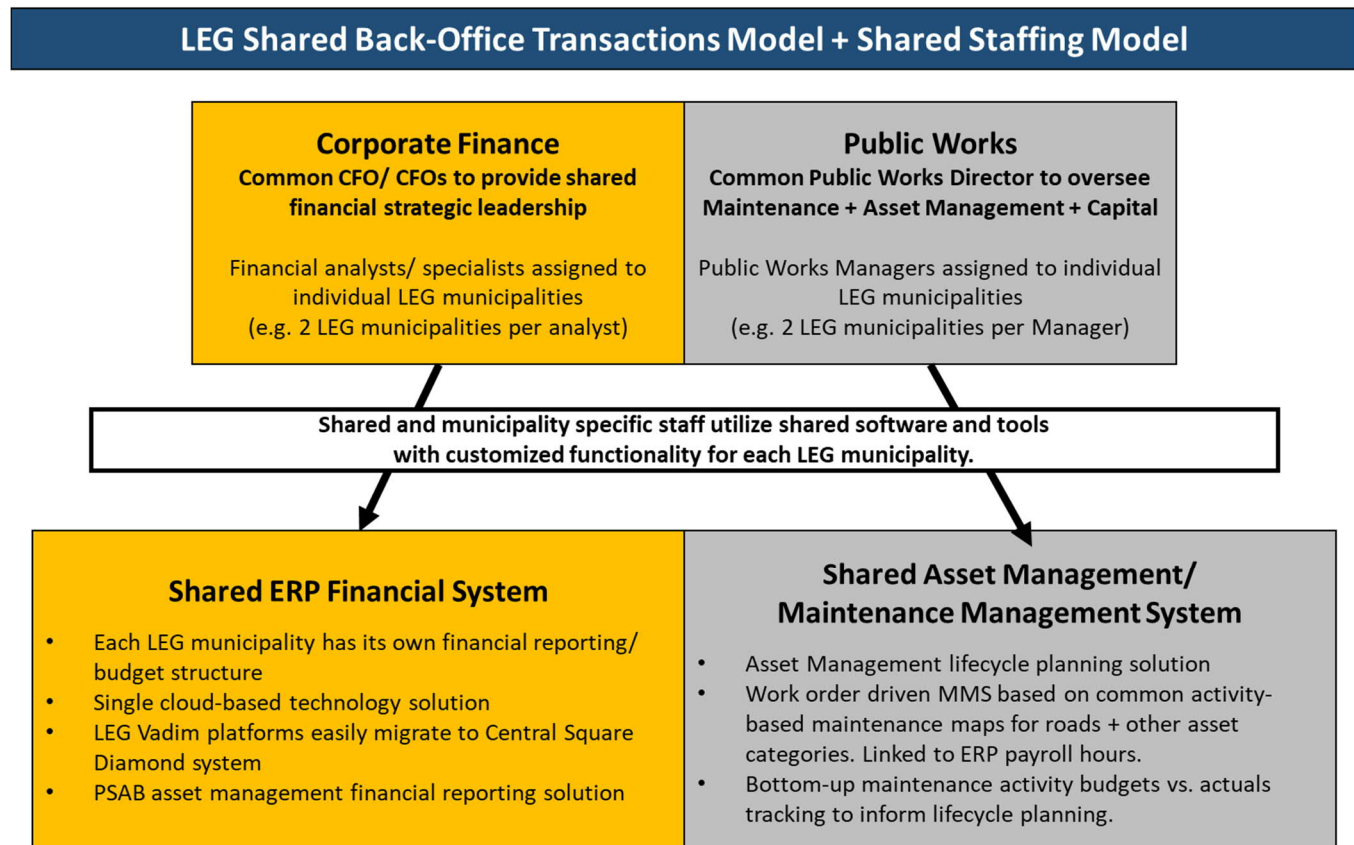 LEG Shared Back-Office Transactions Model + Shared Staffing Model
Corporate Finance
Common CFO/ CFOs to provide shared
financial strategic leadership
Financial analysts/ specialists assigned to
individual LEG municipalities
(e.g. 2 LEG municipalities per analyst)
Public Works
Common Public Works Director to oversee
Maintenance + Asset Management + Capital
Public Works Managers assigned to individual
LEG municipalities
(e.g. 2 LEG municipalities per Manager)
Shared and municipality specific staff utilize shared software and tools
with customized functionality for each LEG municipality.
Shared ERP Financial System
• Each LEG municipality has its own financial reporting/
budget structure
• Single cloud-based technology solution
• LEG Vadim platforms easily migrate to Central Square
Diamond system
• PSAB asset management financial reporting solution
Shared Asset Management/
Maintenance Management System
• Asset Management lifecycle planning solution
• Work order driven MMS based on common activity-
based maintenance maps for roads + other asset
categories. Linked to ERP payroll hours.
• Bottom-up maintenance activity budgets vs. actuals
tracking to inform lifecycle planning.